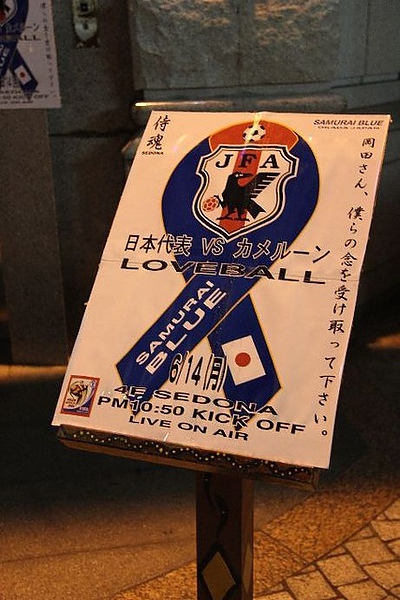 侍
魂
SEDONA
SAMURAI BLUE
OKADA JAPAN
JFA
日本代表 VS カメルーン
LOVEBALL
SAMURAI
BLUE
6/14(月)
4F SEDONA
PM10:50 KICK OFF
LIVE ON AIR
岡田さん、僕らの念を受け取って下さい。